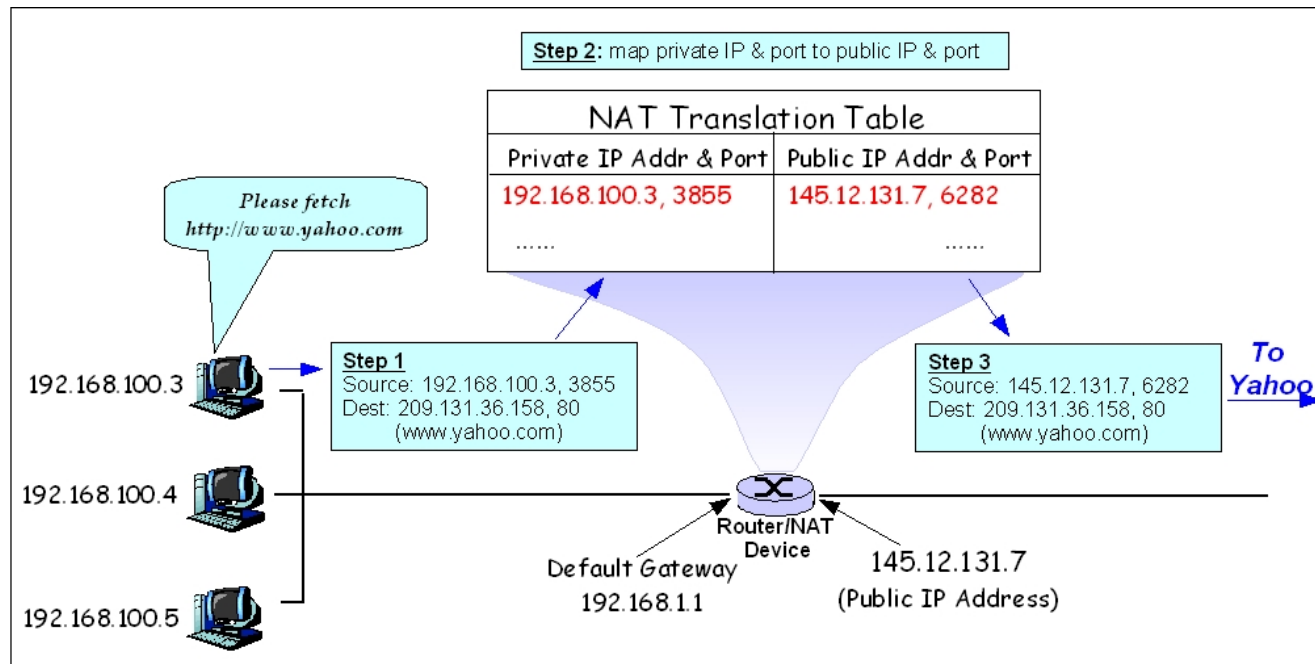 Step 2: map private IP & port to public IP & port
NAT Translation Table
Private IP Addr & Port
Public IP Addr & Port
192.168.100.3, 3855
145.12.131.7, 6282
......
......
Please fetch
http://www.yahoo.com
192.168.100.3
Step 1
Source: 192.168.100.3, 3855
Dest: 209.131.36.158, 80
(www.yahoo.com)
Step 3
Source: 145.12.131.7, 6282
Dest: 209.131.36.158, 80
(www.yahoo.com)
To
Yahoo
192.168.100.4
Router/NAT
Device
Default Gateway
192.168.1.1
145.12.131.7
(Public IP Address)
192.168.100.5